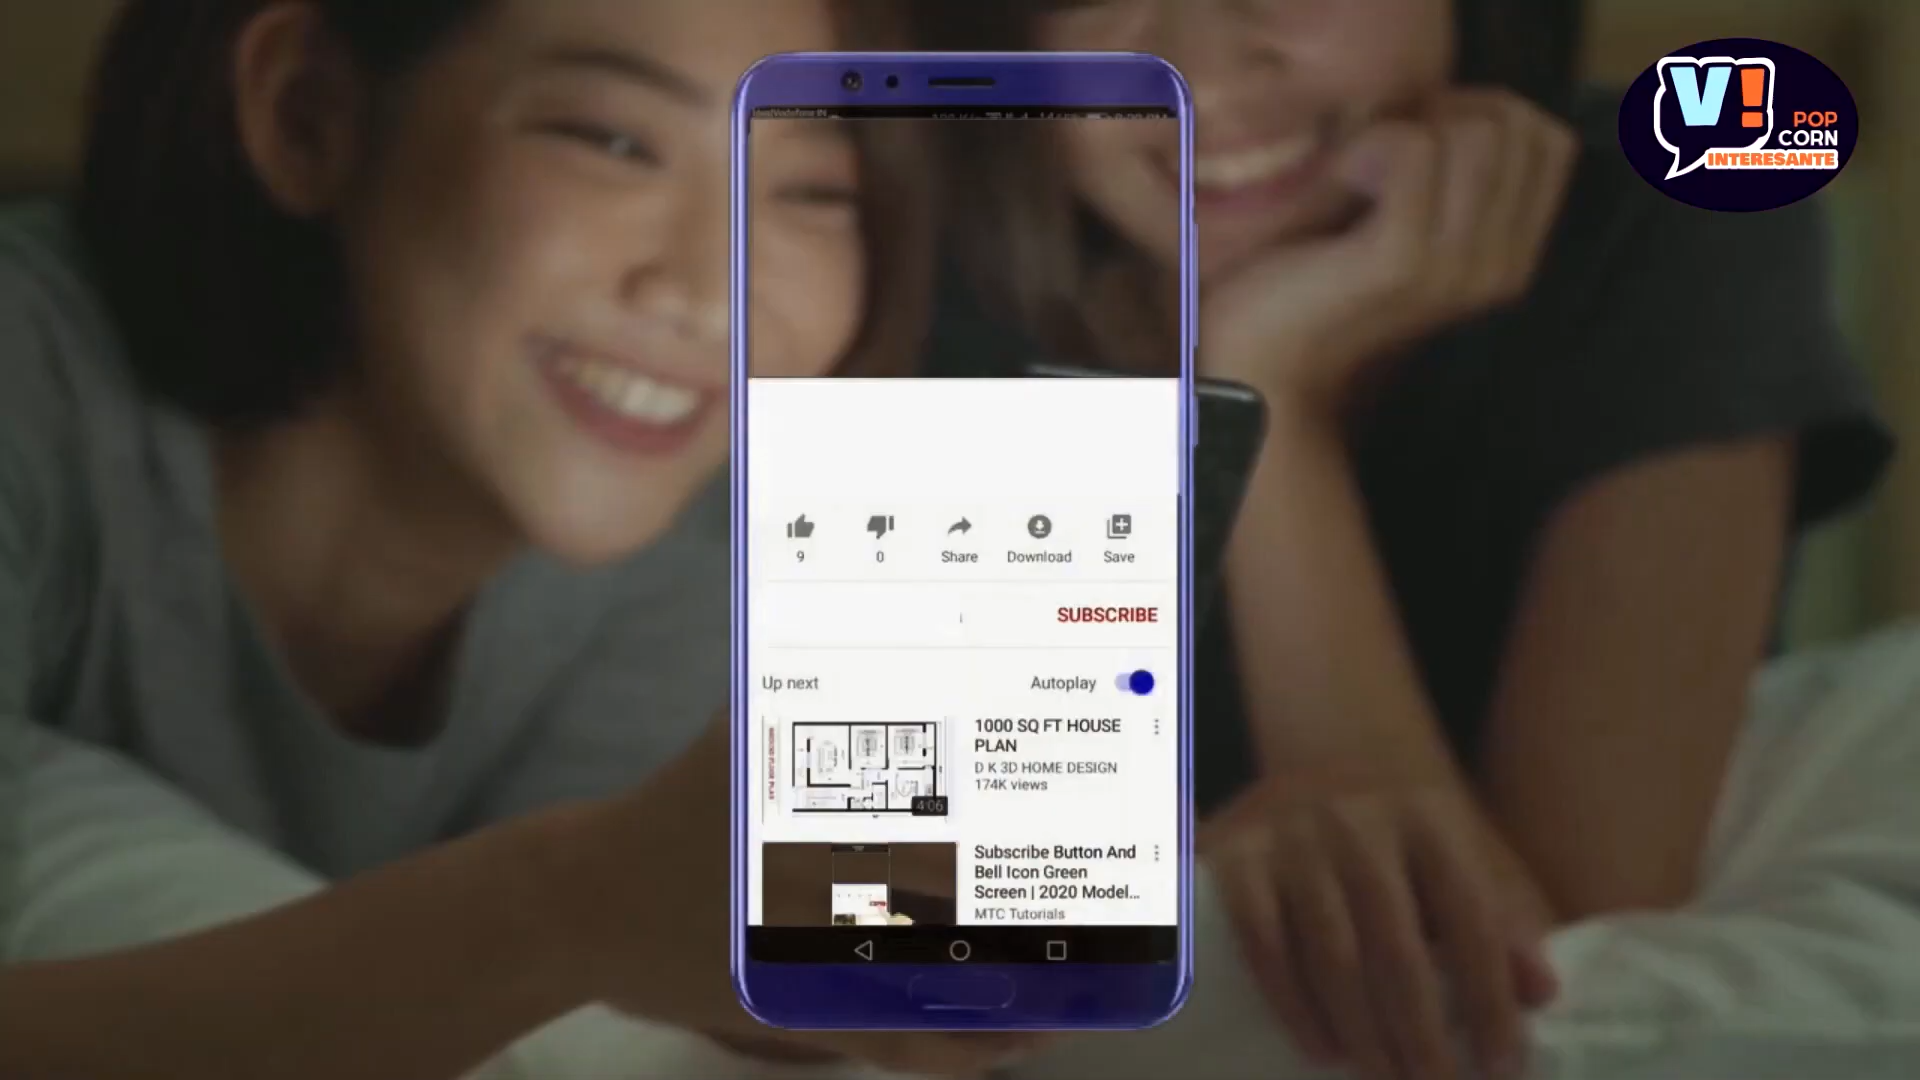 V!
POP
CORN
INTERESANTE
9
0
Share
Download
Save
SUBSCRIBE
Up next
Autoplay
1000 SQ FT HOUSE
PLAN
D K 3D HOME DESIGN
174K views
4:06
Subscribe Button And
Bell Icon Green
Screen | 2020 Model...
MTC Tutorials